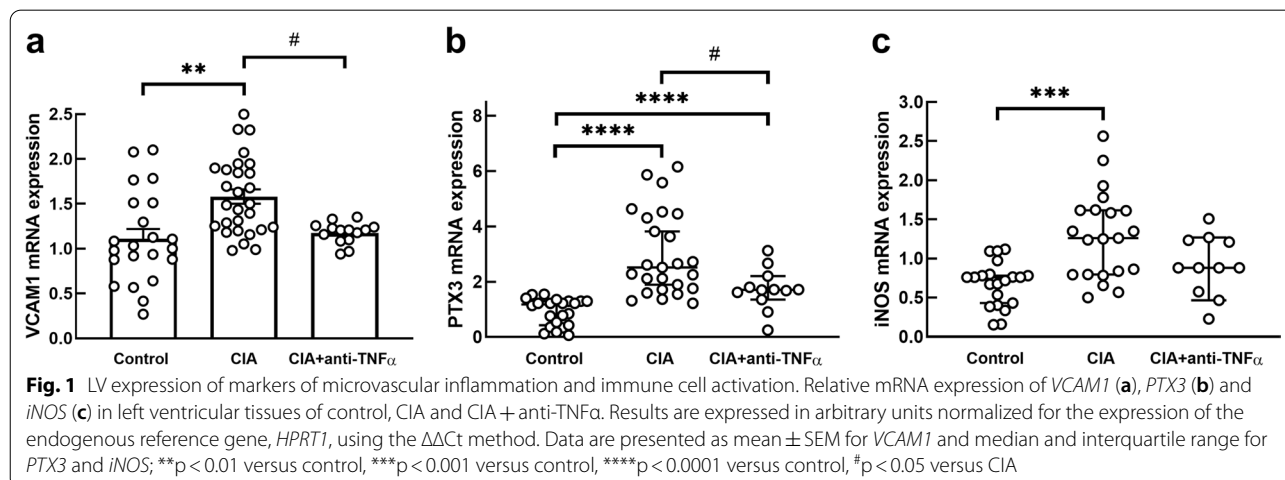 a
**
#
VCAM1 mRNA expression
2.5
2.0
1.5
1.0
0.5
0.0
Control CIA CIA+anti-TNFα
b
#
****
****
PTX3 mRNA expression
8
6
4
2
0
Control CIA CIA+anti-TNFα
c
***
iNOS mRNA expression
3.0
2.5
2.0
1.5
1.0
0.5
0.0
Control CIA CIA+anti-TNFα
Fig. 1 LV expression of markers of microvascular inflammation and immune cell activation. Relative mRNA expression of VCAM1 (a), PTX3 (b) and
iNOS (c) in left ventricular tissues of control, CIA and CIA + anti-TNFα. Results are expressed in arbitrary units normalized for the expression of the
endogenous reference gene, HPRT1, using the ΔΔCt method. Data are presented as mean ± SEM for VCAM1 and median and interquartile range for
PTX3 and iNOS; **p < 0.01 versus control, ***p < 0.001 versus control, ****p < 0.0001 versus control, #p < 0.05 versus CIA